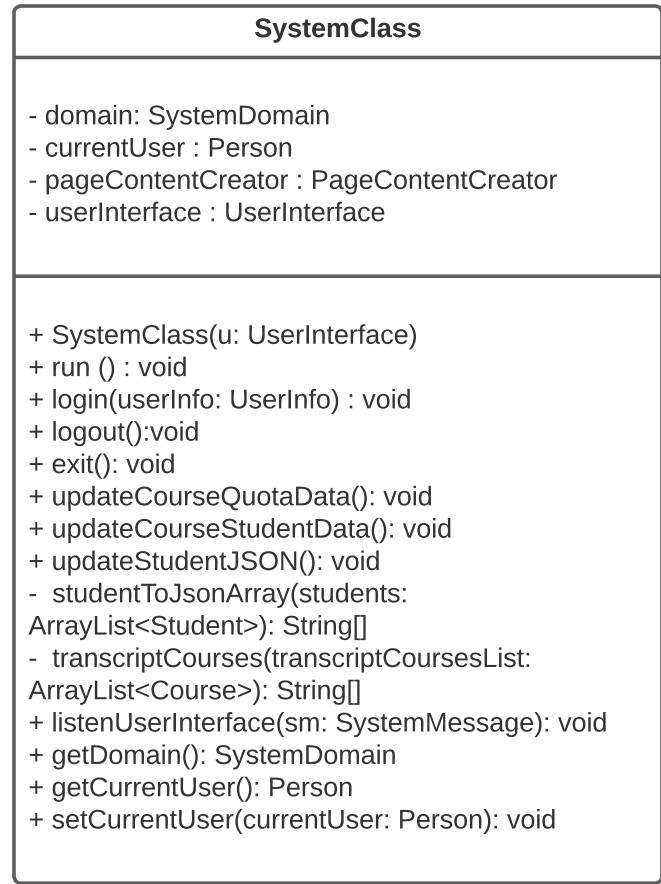 SystemClass
- domain: SystemDomain
- currentUser : Person
- pageContentCreator : PageContentCreator
- userInterface : UserInterface
+ SystemClass(u: UserInterface)
+ run () : void
+ login(userInfo: UserInfo) : void
+ logout():void
+ exit(): void
+ updateCourseQuotaData(): void
+ updateCourseStudentData(): void
+ updateStudentJSON(): void
- studentToJsonArray(students:
ArrayList<Student>): String[]
- transcriptCourses(transcriptCoursesList:
ArrayList<Course>): String[]
+ listenUserInterface(sm: SystemMessage): void
+ getDomain(): SystemDomain
+ getCurrentUser(): Person
+ setCurrentUser(currentUser: Person): void